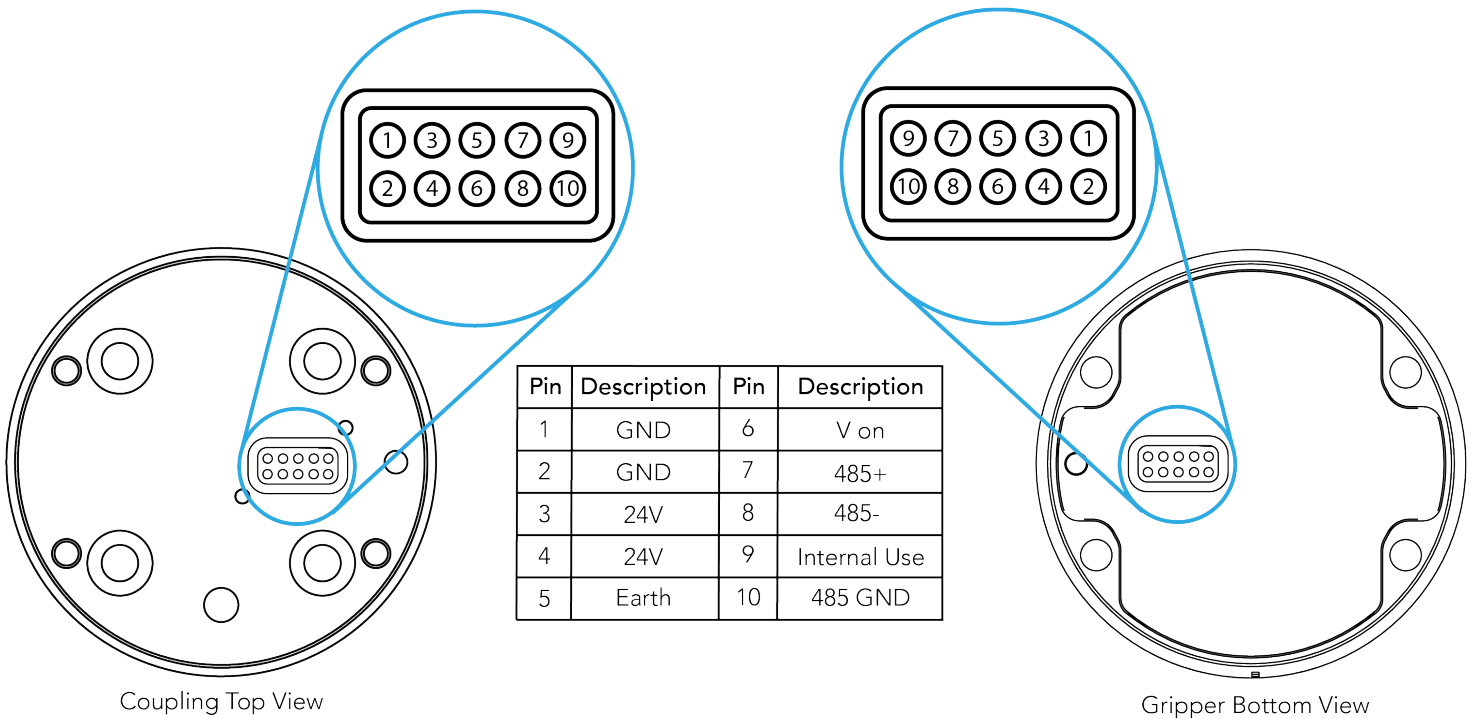 1 3 5 7 9
2 4 6 8 10
9 7 5 3 1
10 8 6 4 2
Pin Description Pin Description
1 GND 6 V on
2 GND 7 485+
3 24V 8 485-
4 24V 9 Internal Use
5 Earth 10 485 GND
Coupling Top View
Gripper Bottom View